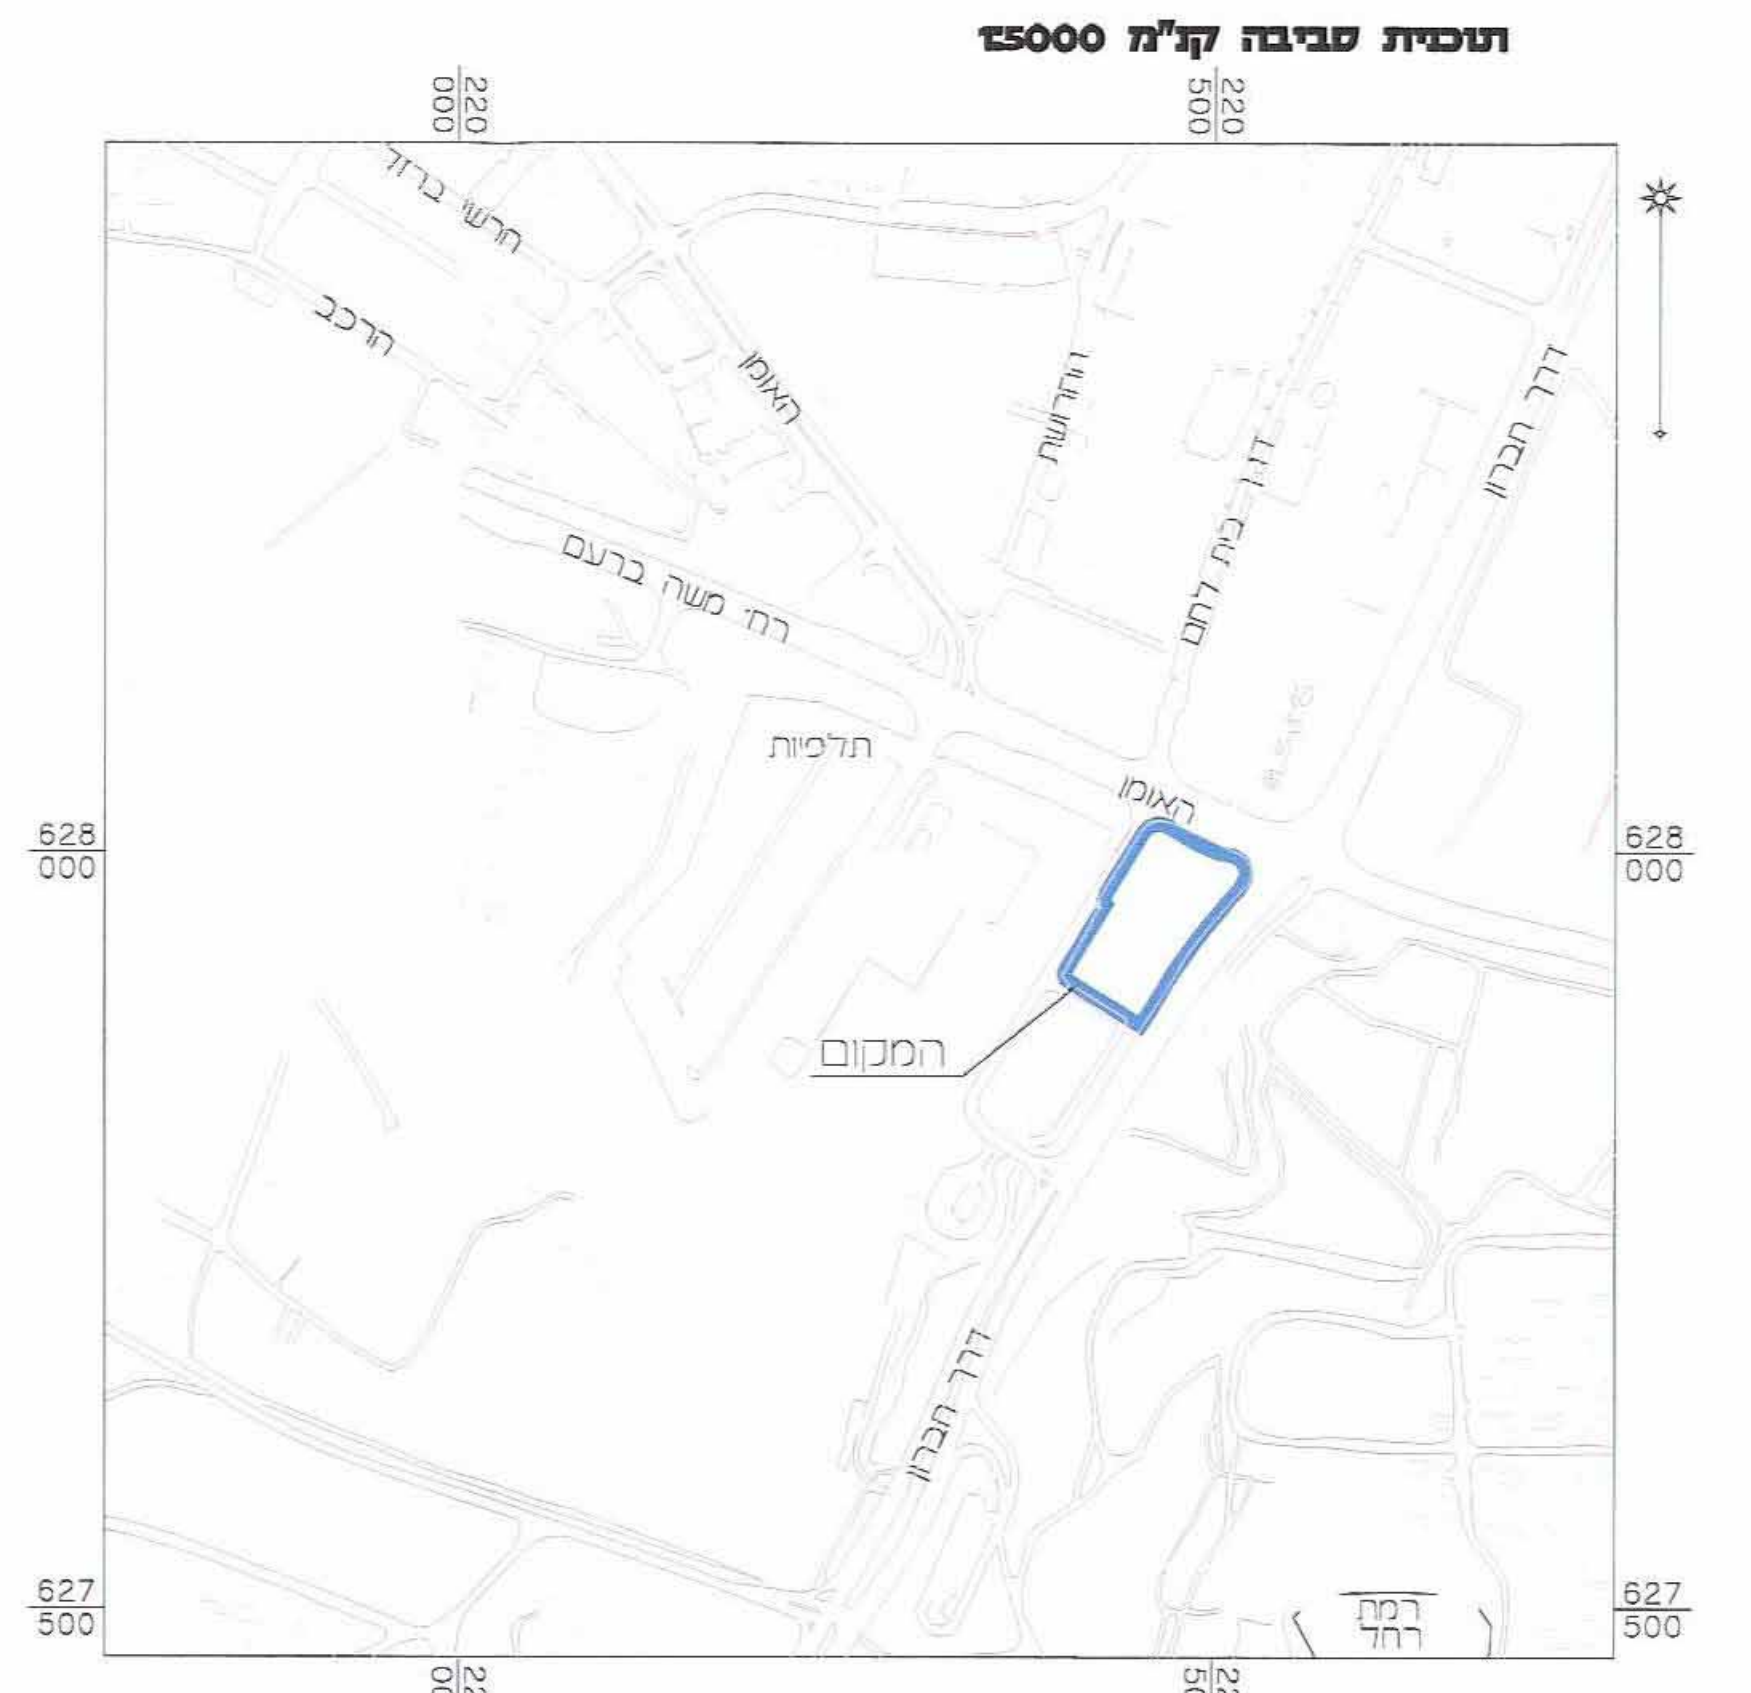 תוכנית סביבה קנ"מ 1:5000
220
000
220
500
חרשי ברזל
הרכב
האומן
החרושת
דרך בית לחם
דרך חברון
רח' משה ברעם
תלפיות
האומן
628
000
628
000
המקום
דרך חברון
627
500
627
500
רמת
רחל